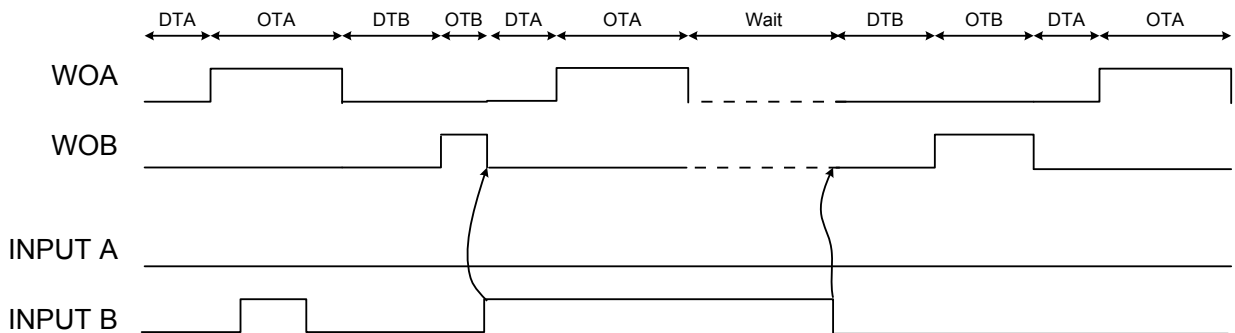 DTA OTA DTB OTB DTA OTA Wait DTB OTB DTA OTA
WOA
WOB
INPUT A
INPUT B